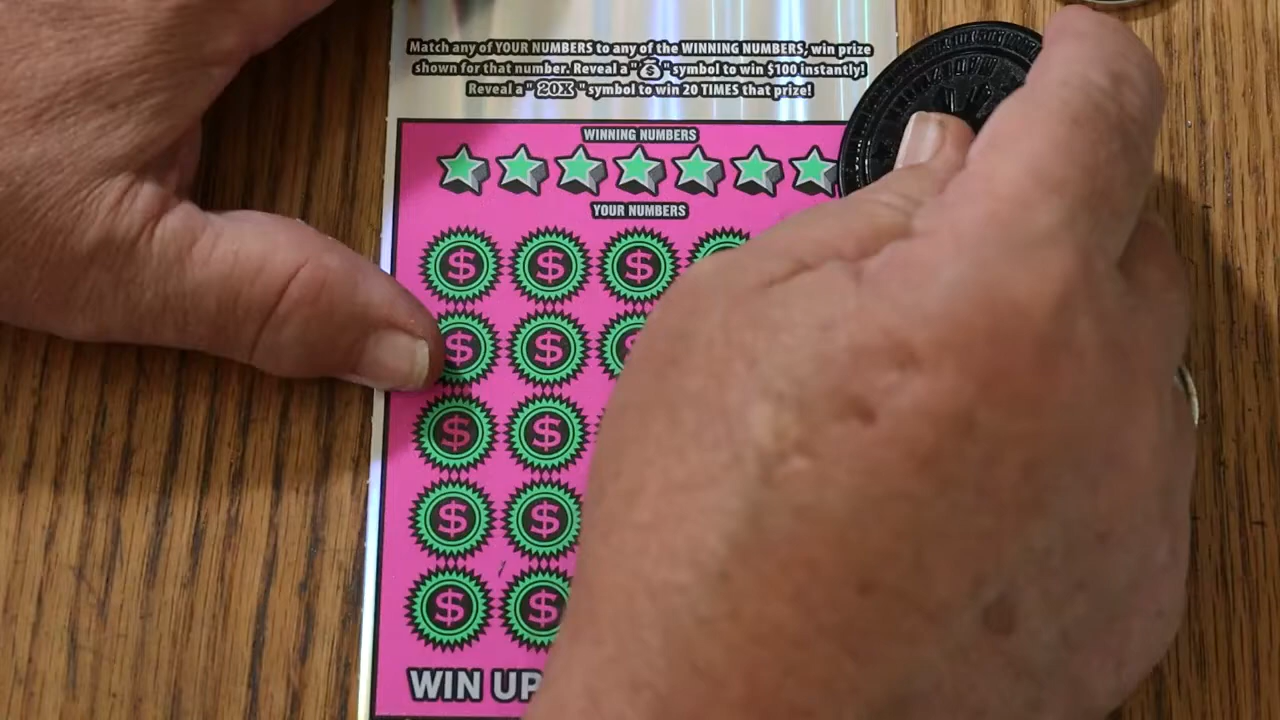 Match any of YOUR NUMBERS to any of the WINNING NUMBERS, win prize
shown for that number. Reveal a " $ " symbol to win $100 instantly!
Reveal a " 20X " symbol to win 20 TIMES that prize!
WINNING NUMBERS
YOUR NUMBERS
$ $ $
$ $ $
$ $
$ $
$ $
WIN UP